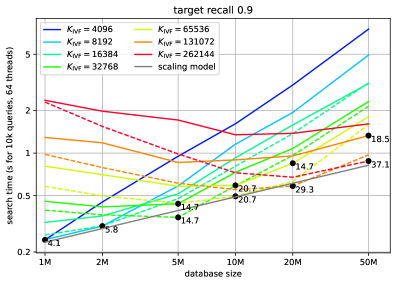 target recall 0.9
K_IVF = 4096
K_IVF = 8192
K_IVF = 16384
K_IVF = 32768
K_IVF = 65536
K_IVF = 131072
K_IVF = 262144
scaling model
search time (s for 10k queries, 64 threads)
5
2
1
0.5
0.2
18.5
14.7
37.1
20.7
29.3
14.7
20.7
14.7
5.8
4.1
1M
2M
5M
10M
20M
50M
database size